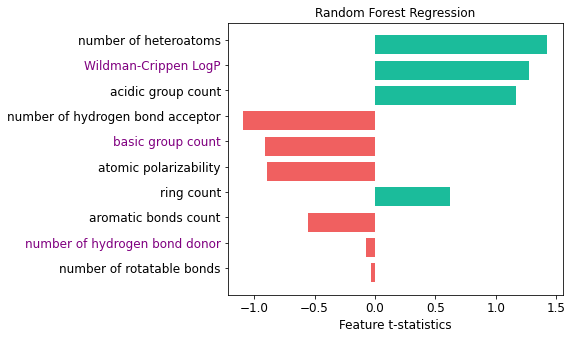 Random Forest Regression
number of heteroatoms
Wildman-Crippen LogP
acidic group count
number of hydrogen bond acceptor
basic group count
atomic polarizability
ring count
aromatic bonds count
number of hydrogen bond donor
number of rotatable bonds
−1.0 −0.5 0.0 0.5 1.0 1.5
Feature t-statistics